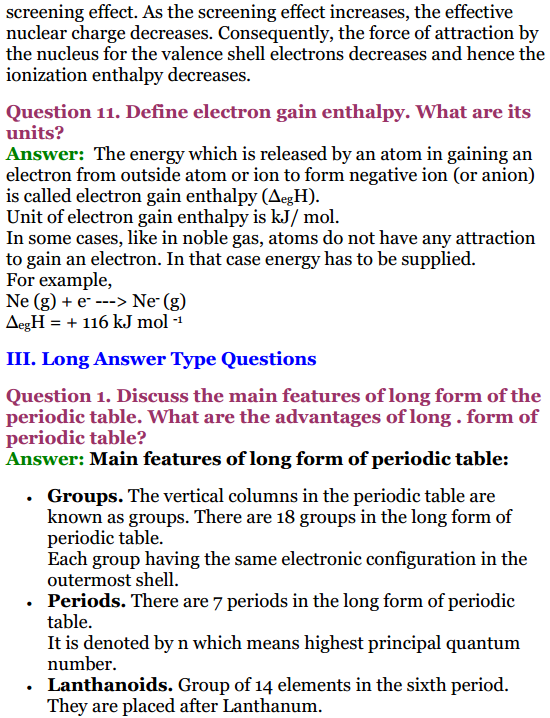 screening effect. As the screening effect increases, the effective
nuclear charge decreases. Consequently, the force of attraction by
the nucleus for the valence shell electrons decreases and hence the
ionization enthalpy decreases.
Question 11. Define electron gain enthalpy. What are its
units?
Answer: The energy which is released by an atom in gaining an
electron from outside atom or ion to form negative ion (or anion)
is called electron gain enthalpy (ΔegH).
Unit of electron gain enthalpy is kJ/ mol.
In some cases, like in noble gas, atoms do not have any attraction
to gain an electron. In that case energy has to be supplied.
For example,
Ne (g) + e⁻ ---> Ne⁻ (g)
ΔegH = + 116 kJ mol ⁻¹
III. Long Answer Type Questions
Question 1. Discuss the main features of long form of the
periodic table. What are the advantages of long . form of
periodic table?
Answer: Main features of long form of periodic table:
• Groups. The vertical columns in the periodic table are
known as groups. There are 18 groups in the long form of
periodic table.
Each group having the same electronic configuration in the
outermost shell.
• Periods. There are 7 periods in the long form of periodic
table.
It is denoted by n which means highest principal quantum
number.
• Lanthanoids. Group of 14 elements in the sixth period.
They are placed after Lanthanum.